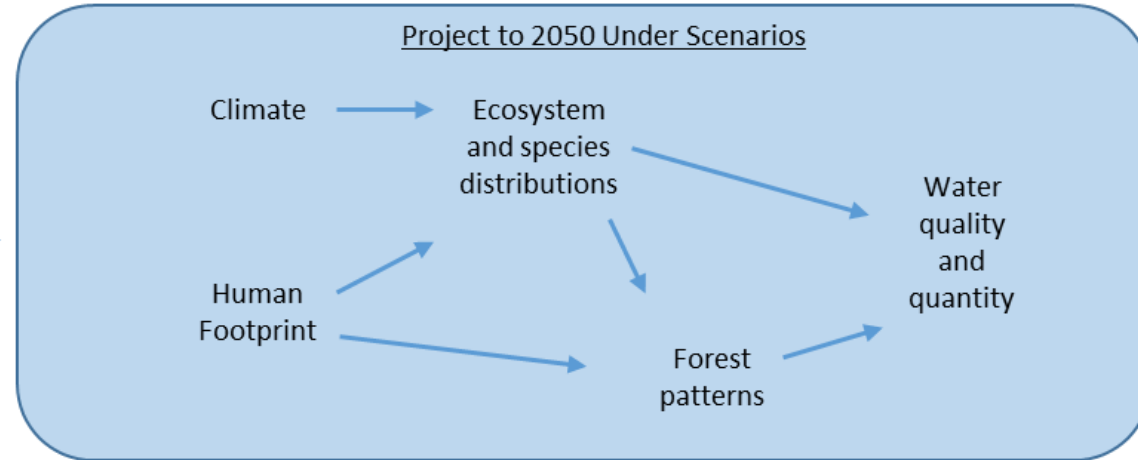 Project to 2050 Under Scenarios
Climate
Ecosystem
and species
distributions
Water
quality
and
quantity
Human
Footprint
Forest
patterns